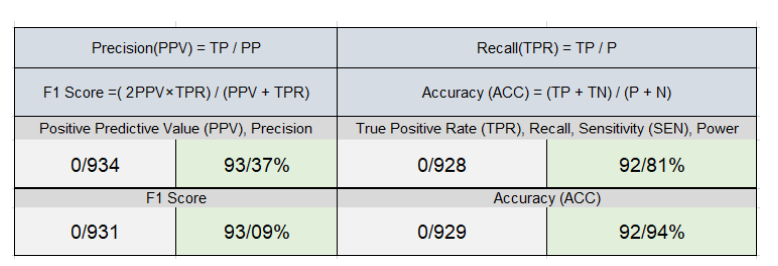 Precision(PPV) = TP / PP
Recall(TPR) = TP / P
F1 Score =( 2PPV×TPR) / (PPV + TPR)
Accuracy (ACC) = (TP + TN) / (P + N)
Positive Predictive Value (PPV), Precision
True Positive Rate (TPR), Recall, Sensitivity (SEN), Power
0/934
93/37%
0/928
92/81%
F1 Score
Accuracy (ACC)
0/931
93/09%
0/929
92/94%